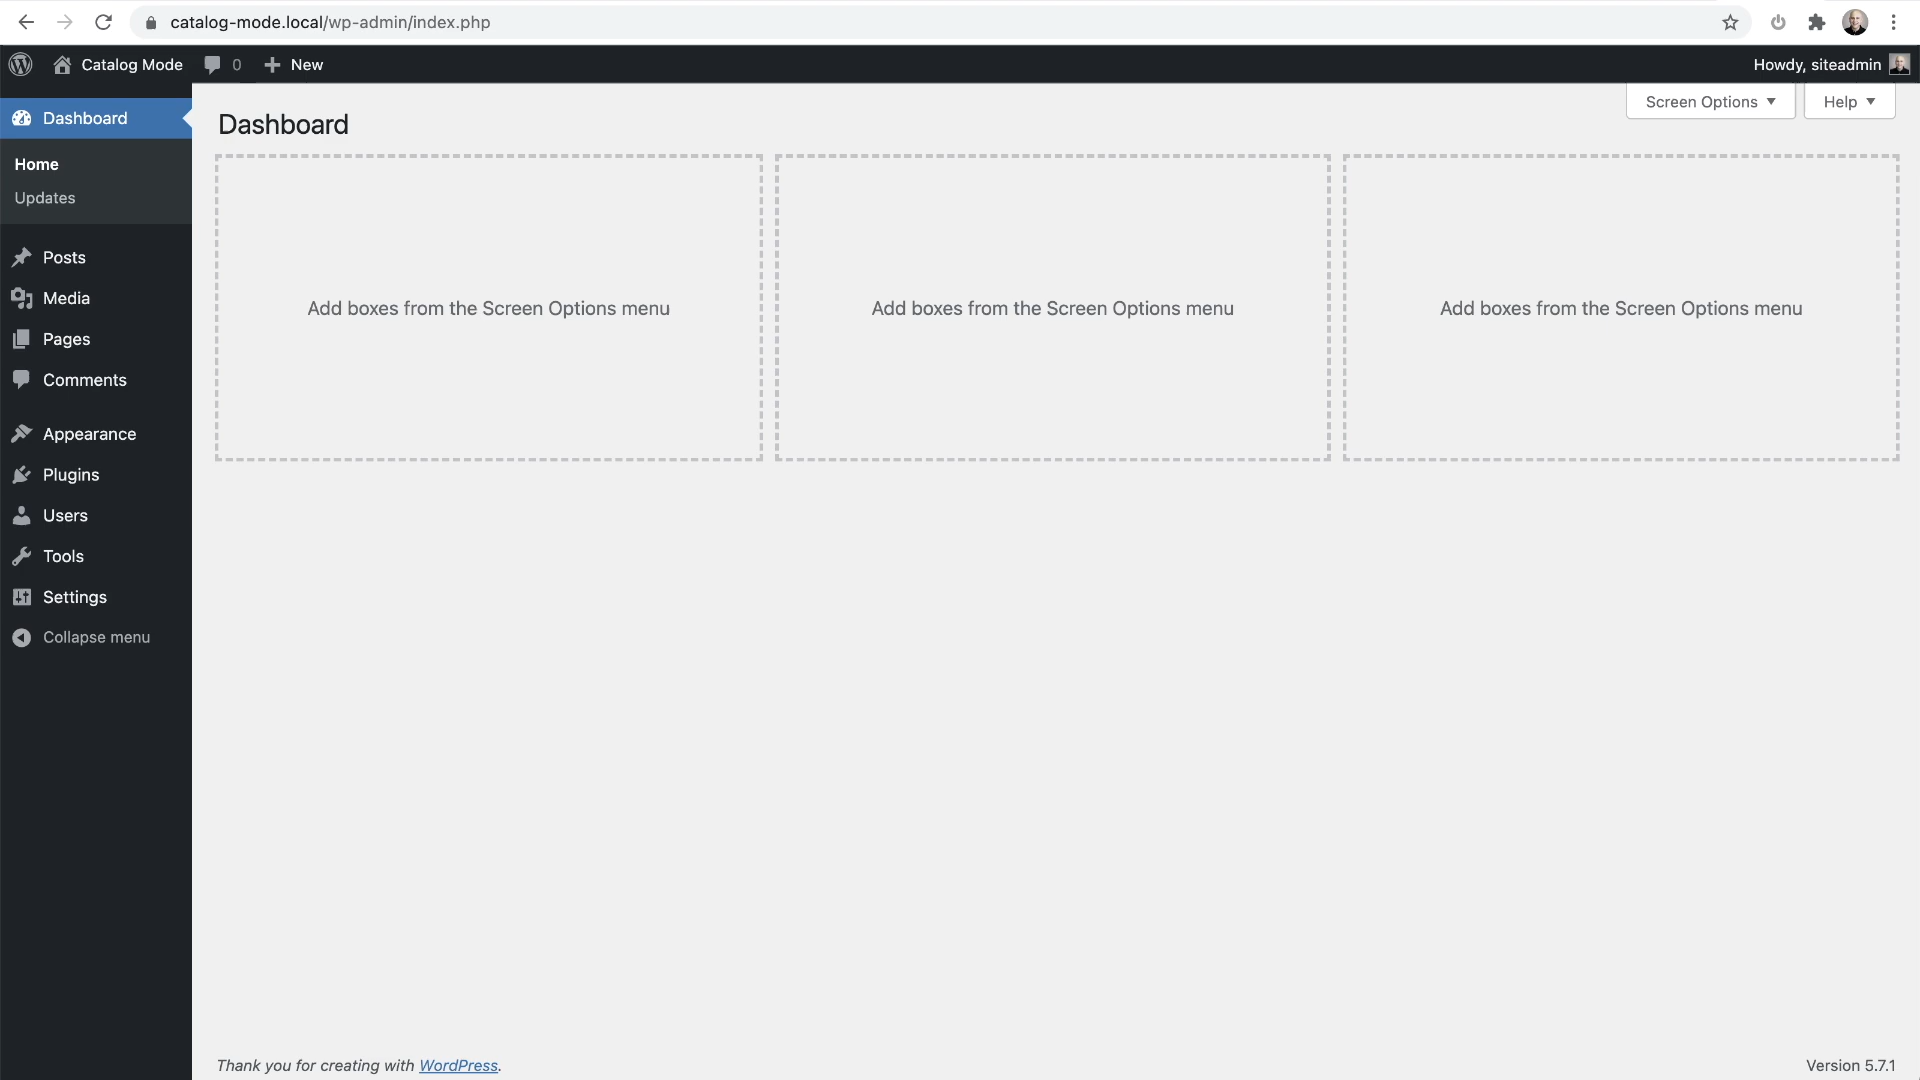 catalog-mode.local/wp-admin/index.php
Catalog Mode
0
New
Howdy, siteadmin
Screen Options ▼
Help ▼
Dashboard
Home
Updates
Posts
Media
Pages
Comments
Appearance
Plugins
Users
Tools
Settings
Collapse menu
Dashboard
Add boxes from the Screen Options menu
Add boxes from the Screen Options menu
Add boxes from the Screen Options menu
Thank you for creating with WordPress.
Version 5.7.1